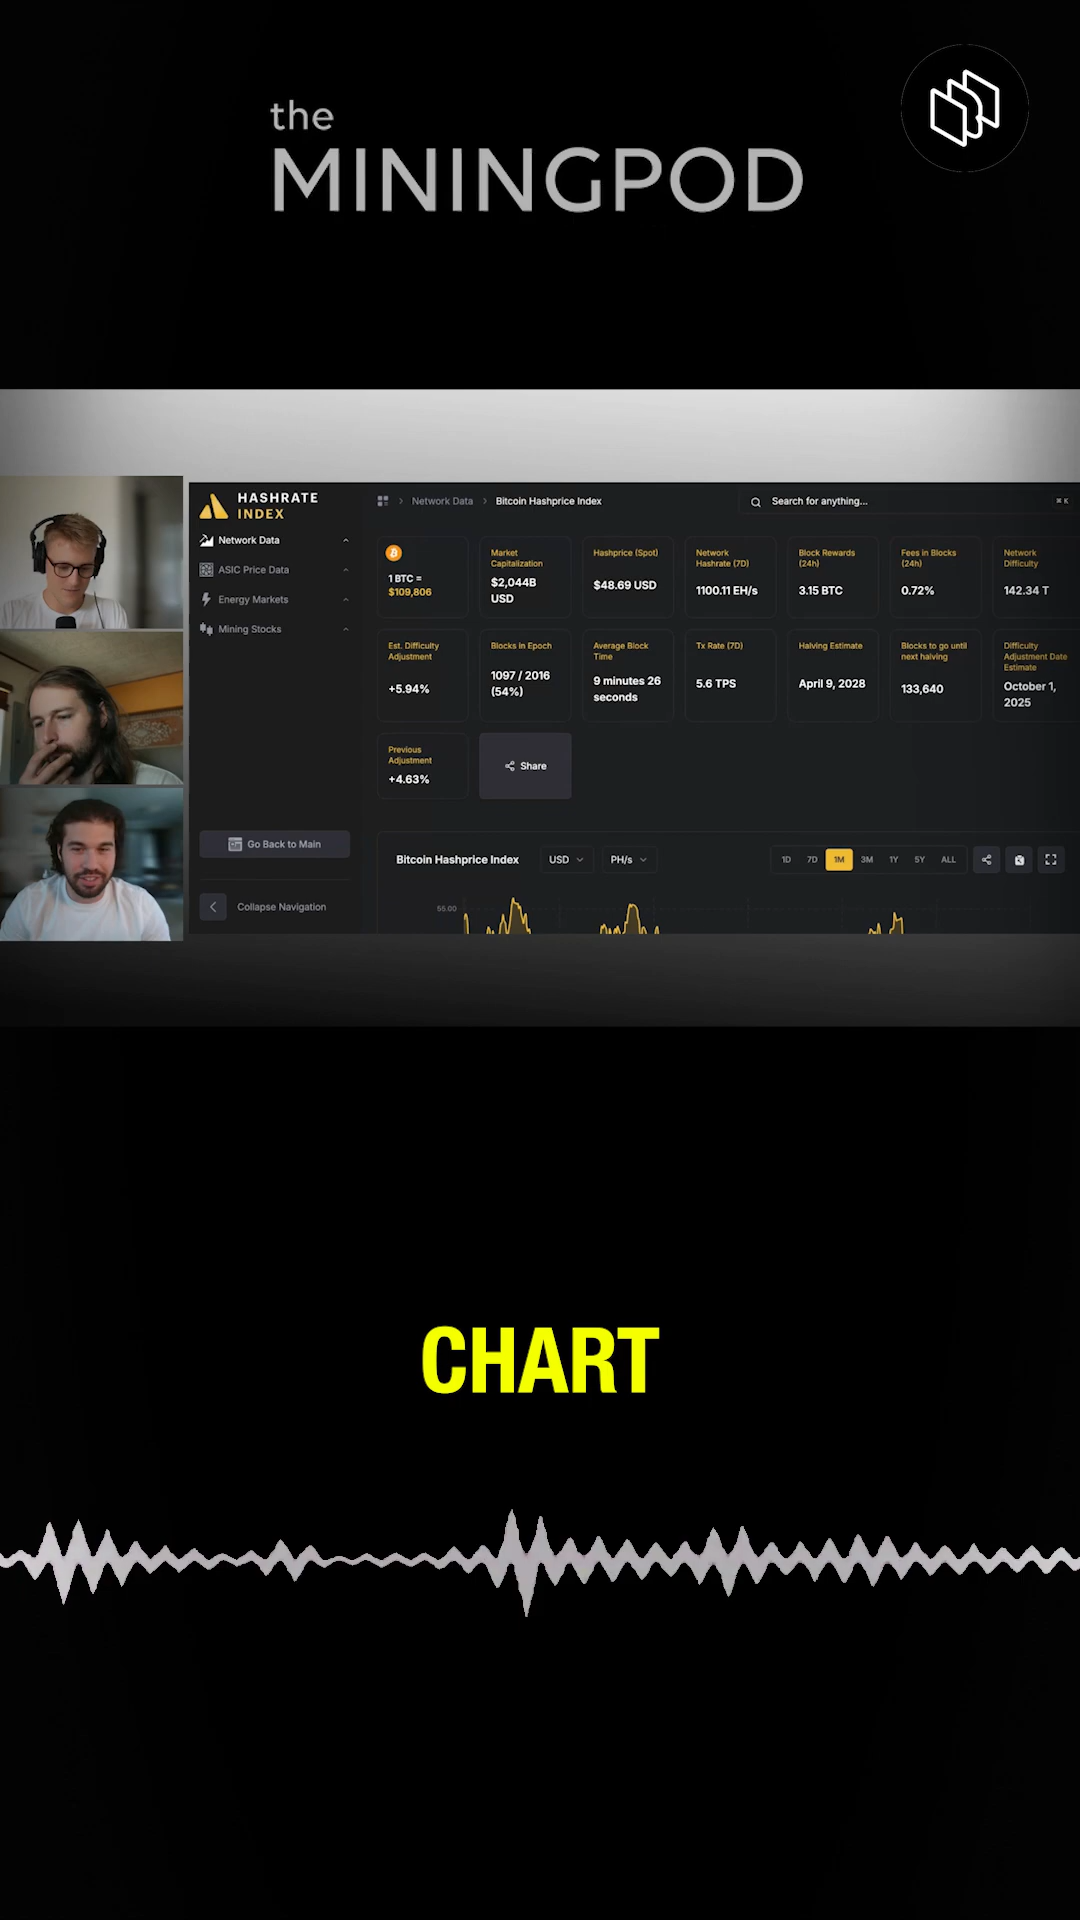 the
MININGPOD
HASHRATE
INDEX
Network Data
ASIC Price Data
Energy Markets
Mining Stocks
Go Back to Main
Collapse Navigation
Network Data > Bitcoin Hashprice Index
Search for anything...
⌘ K
1 BTC =
$109,806
Market
Capitalization
$2,044B
USD
Hashprice (Spot)
$48.69 USD
Network
Hashrate (7D)
1100.11 EH/s
Block Rewards
(24h)
3.15 BTC
Fees in Blocks
(24h)
0.72%
Network
Difficulty
142.34 T
Est. Difficulty
Adjustment
+5.94%
Blocks in Epoch
1097 / 2016
(54%)
Average Block
Time
9 minutes 26
seconds
Tx Rate (7D)
5.6 TPS
Halving Estimate
April 9, 2028
Blocks to go until
next halving
133,640
Difficulty
Adjustment Date
Estimate
October 1,
2025
Previous
Adjustment
+4.63%
Share
Bitcoin Hashprice Index
USD
PH/s
1D 7D 1M 3M 1Y 5Y ALL
55.00
CHART